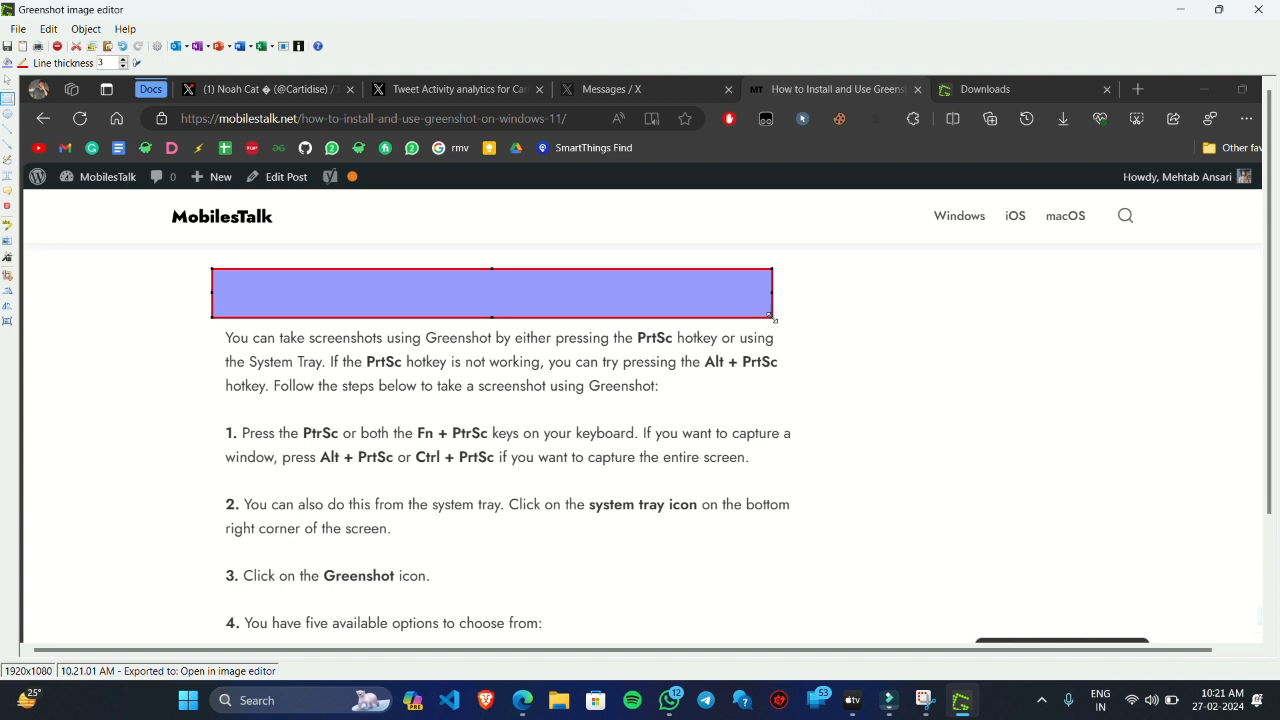 Greenshot image editor
File Edit Object Help
Line thickness 3
Docs (1) Noah Cat � (@Cartidise) / Tweet Activity analytics for Car Messages / X MT How to Install and Use Greensl Downloads
https://mobilestalk.net/how-to-install-and-use-greenshot-on-windows-11/
rmv SmartThings Find Other fav
MobilesTalk 0 New Edit Post Howdy, Mehtab Ansari
MobilesTalk Windows iOS macOS
You can take screenshots using Greenshot by either pressing the PrtSc hotkey or using
the System Tray. If the PrtSc hotkey is not working, you can try pressing the Alt + PrtSc
hotkey. Follow the steps below to take a screenshot using Greenshot:
1. Press the PtrSc or both the Fn + PtrSc keys on your keyboard. If you want to capture a
window, press Alt + PrtSc or Ctrl + PrtSc if you want to capture the entire screen.
2. You can also do this from the system tray. Click on the system tray icon on the bottom
right corner of the screen.
3. Click on the Greenshot icon.
4. You have five available options to choose from:
1920x1080 10.21.01 AM - Exported to: Open in image editor
25° Search PRE 12 53 tv ENG 10:21 AM
IN 27-02-2024